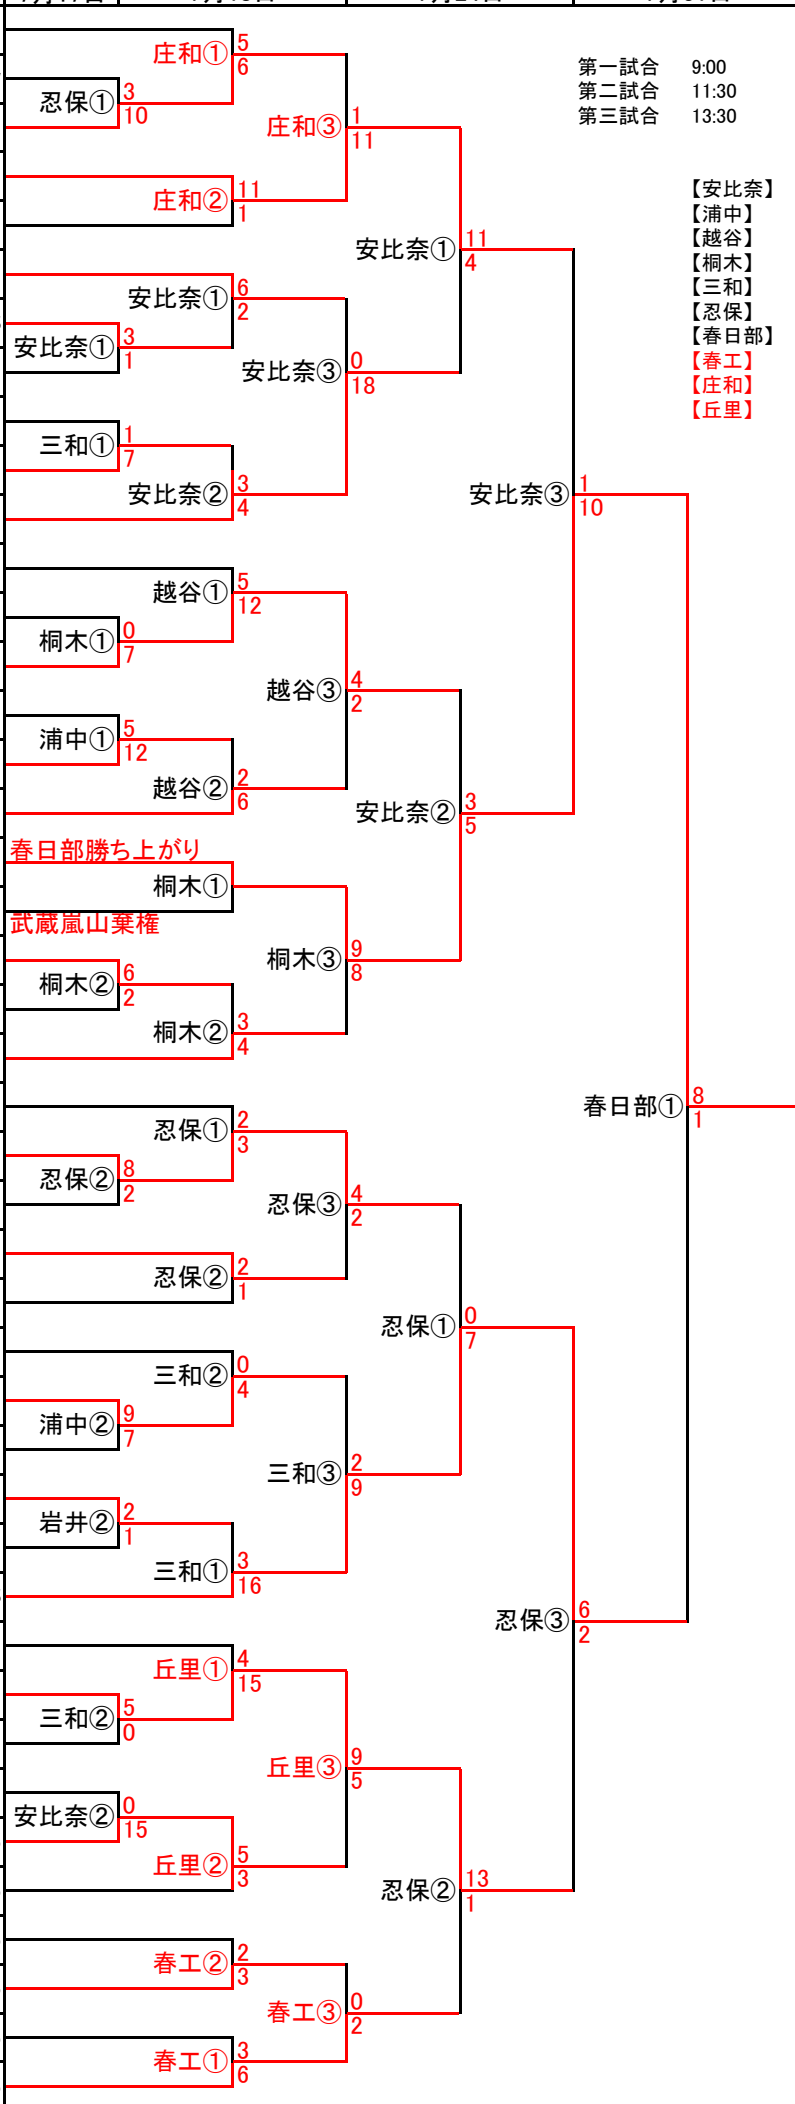 庄和① 5
6
忍保① 3
10
庄和③ 1
11
庄和② 11
1
安比奈① 11
4
安比奈① 6
2
安比奈① 3
1
安比奈③ 0
18
三和① 1
7
安比奈② 3
4
安比奈③ 1
10
越谷① 5
12
桐木① 0
7
越谷③ 4
2
浦中① 5
12
越谷② 2
6
安比奈② 3
5
春日部勝ち上がり
桐木①
武蔵嵐山棄権
桐木③ 9
8
桐木② 6
2
桐木② 3
4
春日部① 8
1
忍保① 2
3
忍保② 8
2
忍保③ 4
2
忍保② 2
1
忍保① 0
7
三和② 0
4
浦中② 9
7
三和③ 2
9
岩井② 2
1
三和① 3
16
忍保③ 6
2
丘里① 4
15
三和② 5
0
丘里③ 9
5
安比奈② 0
15
丘里② 5
3
忍保② 13
1
春工② 2
3
春工③ 0
2
春工① 3
6
第一試合 9:00
第二試合 11:30
第三試合 13:30
【安比奈】
【浦中】
【越谷】
【桐木】
【三和】
【忍保】
【春日部】
【春工】
【庄和】
【丘里】